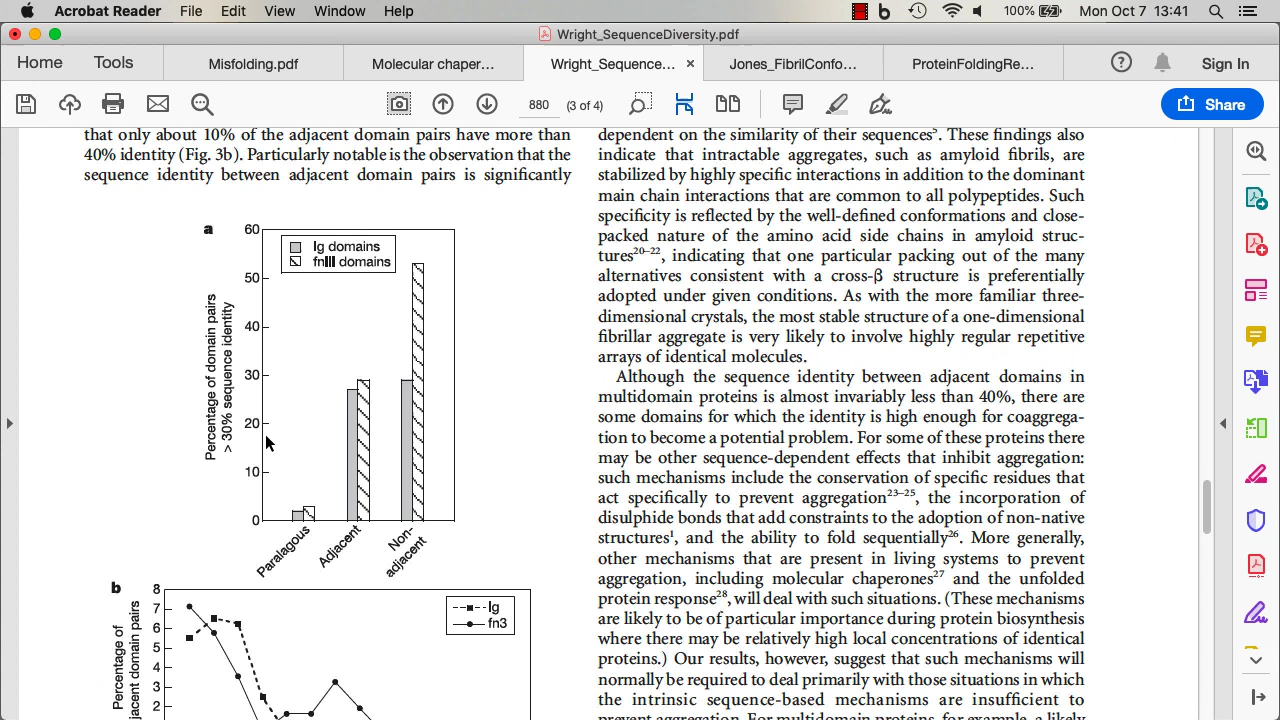 Acrobat Reader File Edit View Window Help 100% Mon Oct 7 13:41
Wright_SequenceDiversity.pdf
Home Tools Misfolding.pdf Molecular chaper... Wright_Sequence... × Jones_FibrilConfo... ProteinFoldingRe... Sign In
880 (3 of 4) Share
that only about 10% of the adjacent domain pairs have more than
40% identity (Fig. 3b). Particularly notable is the observation that the
sequence identity between adjacent domain pairs is significantly
a
Percentage of domain pairs
> 30% sequence identity
60
50
40
30
20
10
0
Ig domains
fnIII domains
Paralagous
Adjacent
Non-
adjacent
b
Percentage of
jacent domain pairs
8
7
6
5
4
3
2
Ig
fn3
dependent on the similarity of their sequences⁵. These findings also
indicate that intractable aggregates, such as amyloid fibrils, are
stabilized by highly specific interactions in addition to the dominant
main chain interactions that are common to all polypeptides. Such
specificity is reflected by the well-defined conformations and close-
packed nature of the amino acid side chains in amyloid struc-
tures²⁰⁻²², indicating that one particular packing out of the many
alternatives consistent with a cross-β structure is preferentially
adopted under given conditions. As with the more familiar three-
dimensional crystals, the most stable structure of a one-dimensional
fibrillar aggregate is very likely to involve highly regular repetitive
arrays of identical molecules.
Although the sequence identity between adjacent domains in
multidomain proteins is almost invariably less than 40%, there are
some domains for which the identity is high enough for coaggrega-
tion to become a potential problem. For some of these proteins there
may be other sequence-dependent effects that inhibit aggregation:
such mechanisms include the conservation of specific residues that
act specifically to prevent aggregation²³⁻²⁵, the incorporation of
disulphide bonds that add constraints to the adoption of non-native
structures¹, and the ability to fold sequentially²⁶. More generally,
other mechanisms that are present in living systems to prevent
aggregation, including molecular chaperones²⁷ and the unfolded
protein response²⁸, will deal with such situations. (These mechanisms
are likely to be of particular importance during protein biosynthesis
where there may be relatively high local concentrations of identical
proteins.) Our results, however, suggest that such mechanisms will
normally be required to deal primarily with those situations in which
the intrinsic sequence-based mechanisms are insufficient to
prevent aggregation. For multidomain proteins, for example, a likely